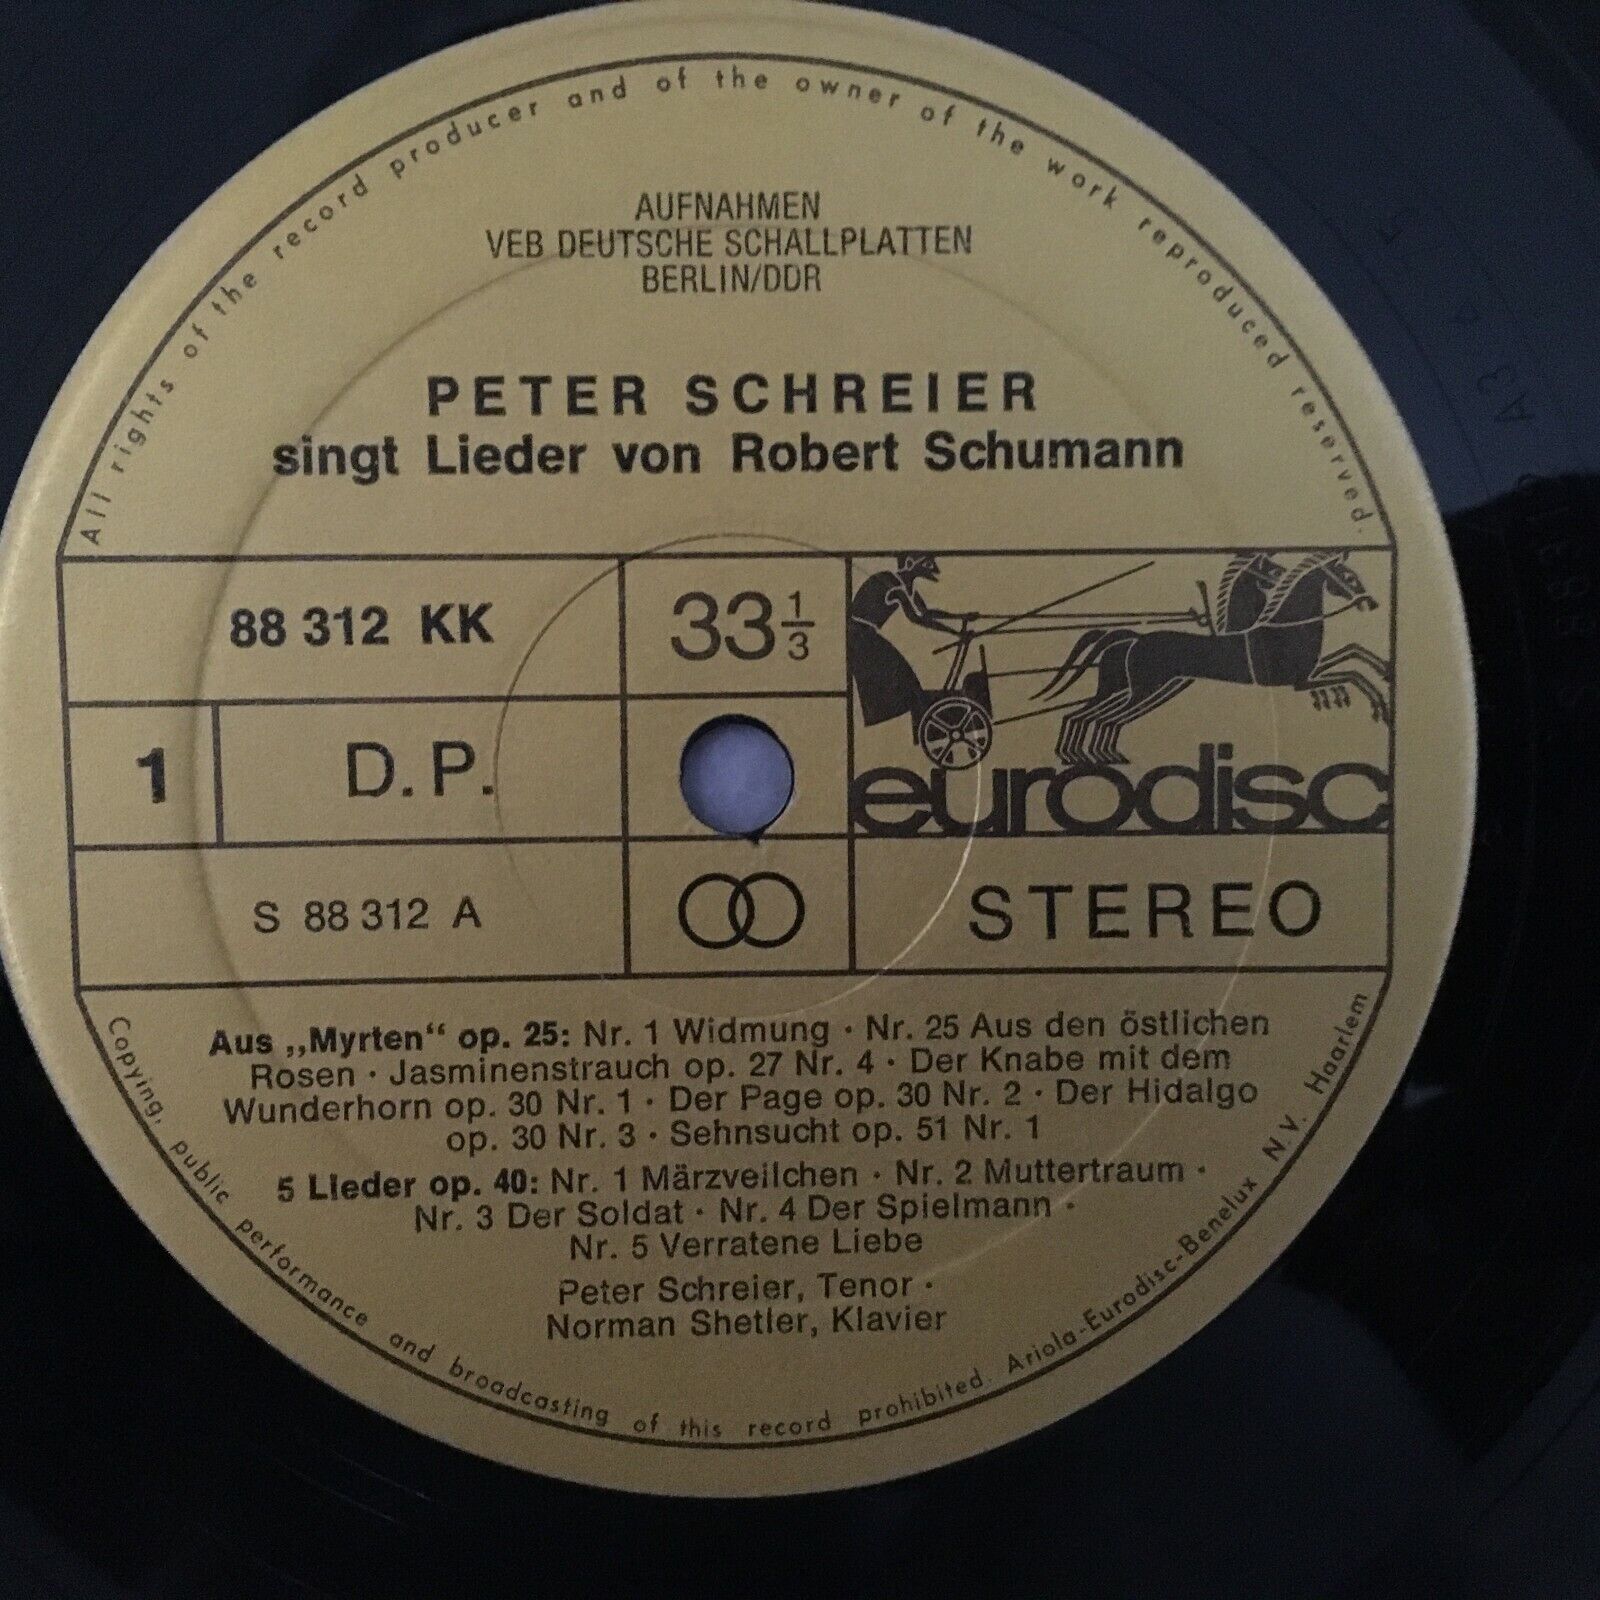 All rights of the record producer and of the owner of the work reproduced reserved.
AUFNAHMEN
VEB DEUTSCHE SCHALLPLATTEN
BERLIN/DDR
PETER SCHREIER
singt Lieder von Robert Schumann
88 312 KK
33 1/3
1
D.P.
eurodisc
S 88 312 A
STEREO
Aus „Myrten“ op. 25: Nr. 1 Widmung · Nr. 25 Aus den östlichen
Rosen · Jasminenstrauch op. 27 Nr. 4 · Der Knabe mit dem
Wunderhorn op. 30 Nr. 1 · Der Page op. 30 Nr. 2 · Der Hidalgo
op. 30 Nr. 3 · Sehnsucht op. 51 Nr. 1
5 Lieder op. 40: Nr. 1 Märzveilchen · Nr. 2 Muttertraum ·
Nr. 3 Der Soldat · Nr. 4 Der Spielmann ·
Nr. 5 Verratene Liebe
Peter Schreier, Tenor ·
Norman Shetler, Klavier
Copying, public performance and broadcasting of this record prohibited. Ariola-Eurodisc-Benelux N.V. Haarlem